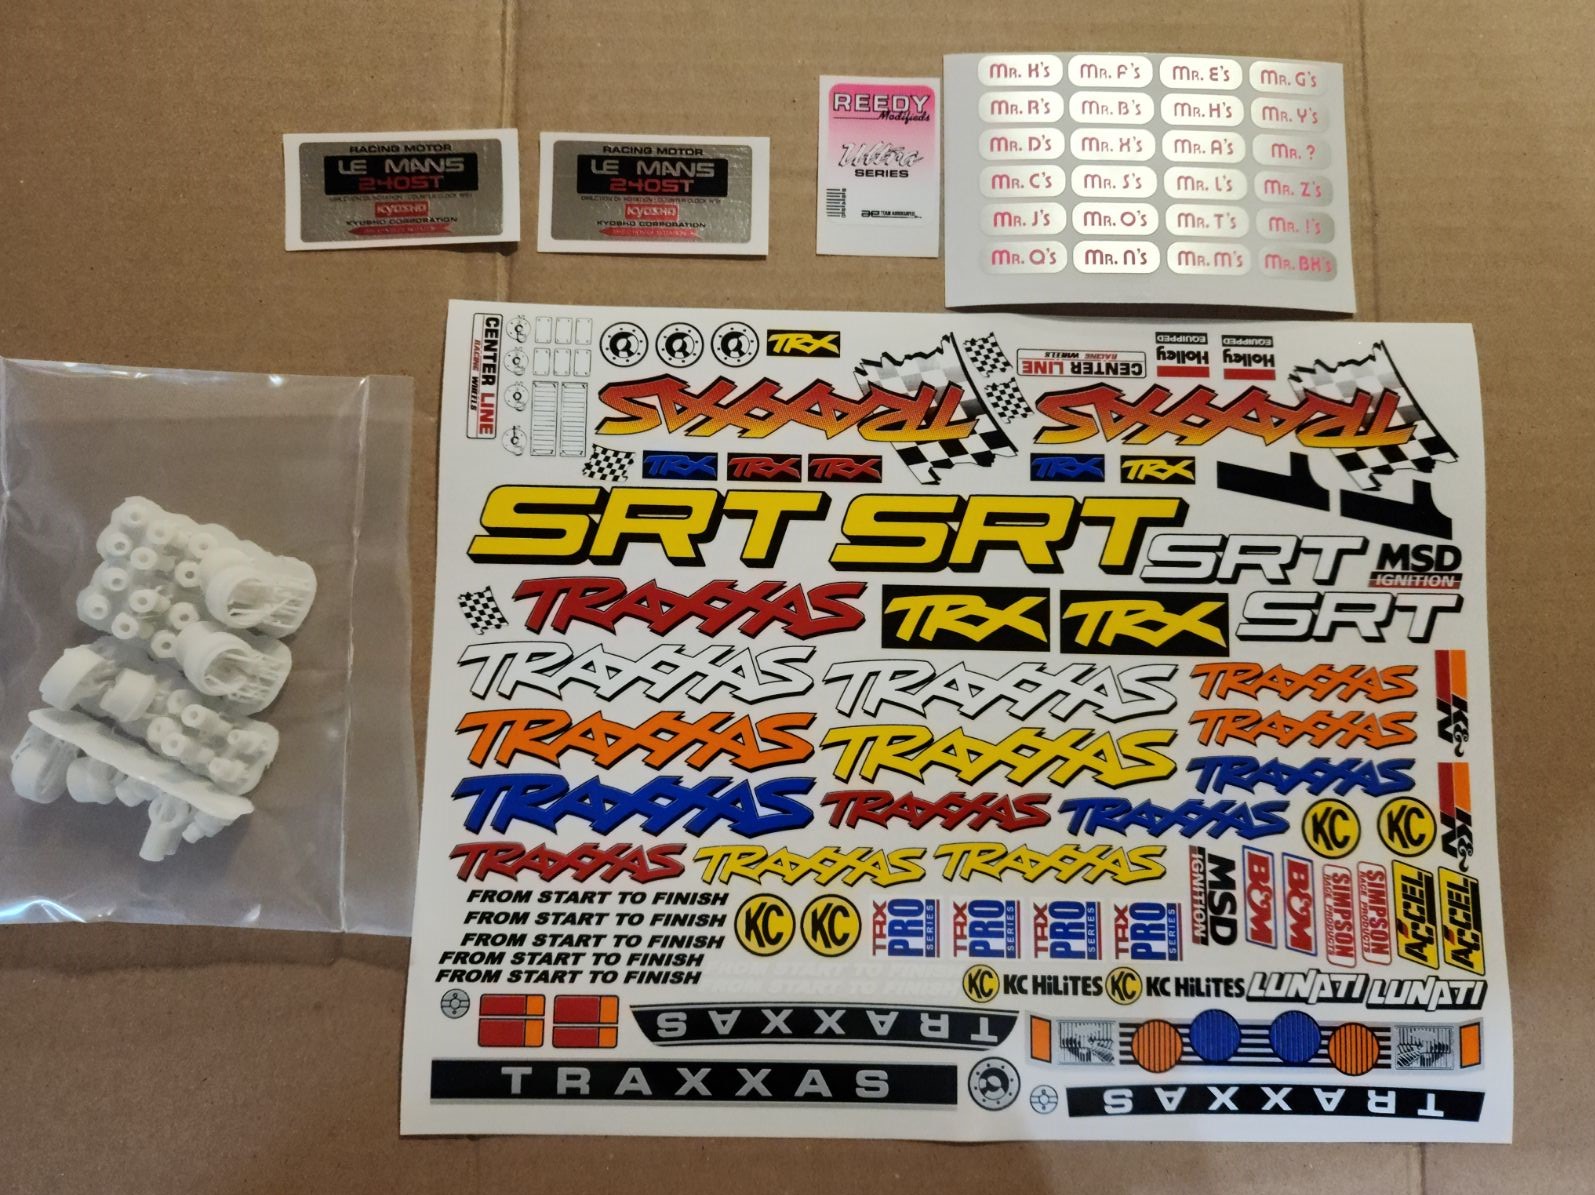 RACING MOTOR
LE MANS
240ST
KYOSHO
KYOSHO CORPORATION
RACING MOTOR
LE MANS
240ST
KYOSHO
KYOSHO CORPORATION
REEDY
Modifieds
Ultra
SERIES
TEAM ASSOCIATED
MR. K's MR. F's MR. E's MR. G's
MR. R's MR. B's MR. H's MR. Y's
MR. D's MR. X's MR. A's MR. ?
MR. C's MR. S's MR. L's MR. Z's
MR. J's MR. O's MR. T's MR. !'s
MR. Q's MR. N's MR. M's MR. BK's
CENTER LINE
RACING WHEELS
TRX
CENTER LINE
RACING WHEELS
Holley
EQUIPPED
Holley
EQUIPPED
TRAXXAS
TRAXXAS
TRX TRX TRX TRX TRX
1 1
SRT SRT
SRT
MSD
IGNITION
TRAXXAS TRX TRX SRT
TRAXXAS TRAXXAS TRAXXAS
K&N
TRAXXAS TRAXXAS TRAXXAS
TRAXXAS TRAXXAS TRAXXAS TRAXXAS
KC KC
K&N
TRAXXAS TRAXXAS TRAXXAS
MSD
IGNITION
B&M
B&M
SIMPSON
RACE PRODUCTS
SIMPSON
RACE PRODUCTS
ACCEL
ACCEL
FROM START TO FINISH
FROM START TO FINISH
FROM START TO FINISH
FROM START TO FINISH
FROM START TO FINISH
KC KC
TRX
PRO
SERIES
TRX
PRO
SERIES
TRX
PRO
SERIES
TRX
PRO
SERIES
FROM START TO FINISH
FROM START TO FINISH
KC KC HiLiTES KC KC HiLiTES LUNATI LUNATI
TRAXXAS
TRAXXAS
TRAXXAS